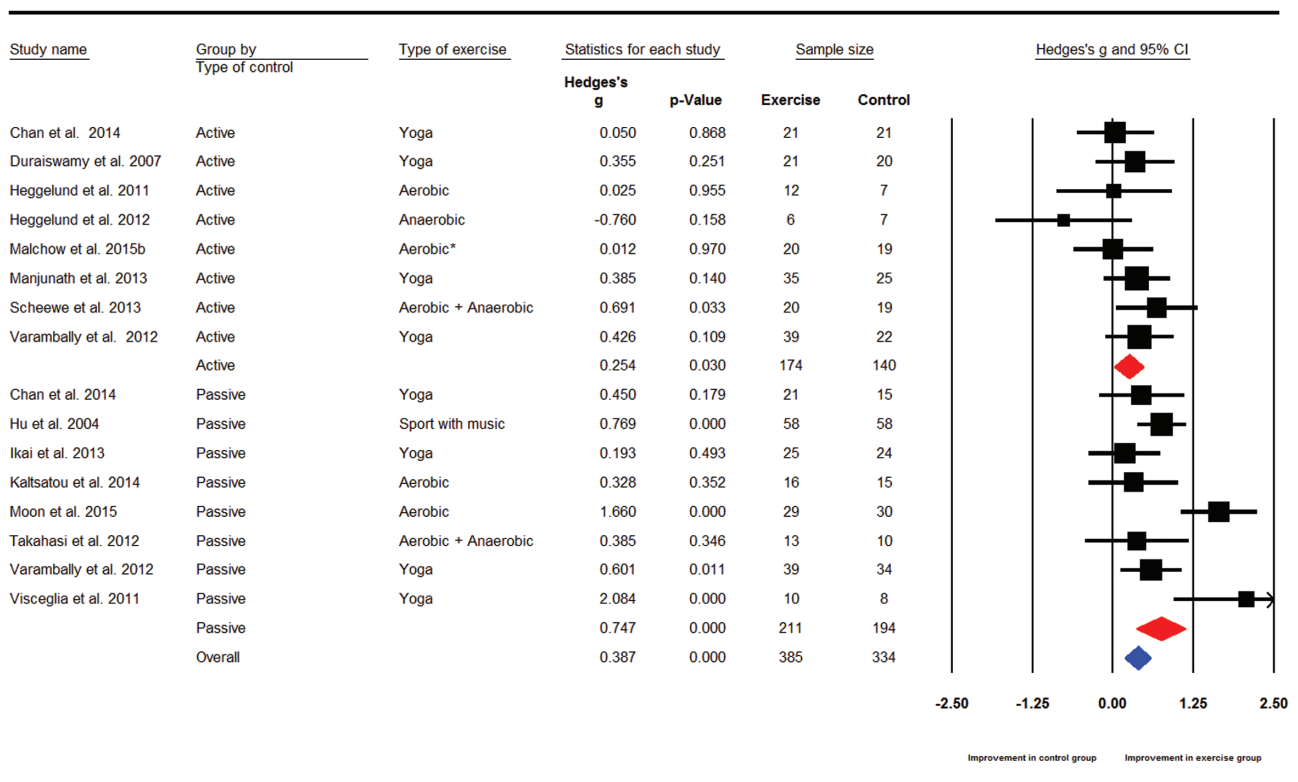 Study name Group by Type of exercise Statistics for each study Sample size Hedges's g and 95% CI
Type of control
Hedges's
g p-Value Exercise Control
Chan et al. 2014 Active Yoga 0.050 0.868 21 21
Duraiswamy et al. 2007 Active Yoga 0.355 0.251 21 20
Heggelund et al. 2011 Active Aerobic 0.025 0.955 12 7
Heggelund et al. 2012 Active Anaerobic -0.760 0.158 6 7
Malchow et al. 2015b Active Aerobic* 0.012 0.970 20 19
Manjunath et al. 2013 Active Yoga 0.385 0.140 35 25
Scheewe et al. 2013 Active Aerobic + Anaerobic 0.691 0.033 20 19
Varambally et al. 2012 Active Yoga 0.426 0.109 39 22
Active 0.254 0.030 174 140
Chan et al. 2014 Passive Yoga 0.450 0.179 21 15
Hu et al. 2004 Passive Sport with music 0.769 0.000 58 58
Ikai et al. 2013 Passive Yoga 0.193 0.493 25 24
Kaltsatou et al. 2014 Passive Aerobic 0.328 0.352 16 15
Moon et al. 2015 Passive Aerobic 1.660 0.000 29 30
Takahasi et al. 2012 Passive Aerobic + Anaerobic 0.385 0.346 13 10
Varambally et al. 2012 Passive Yoga 0.601 0.011 39 34
Visceglia et al. 2011 Passive Yoga 2.084 0.000 10 8
Passive 0.747 0.000 211 194
Overall 0.387 0.000 385 334
-2.50 -1.25 0.00 1.25 2.50
Improvement in control group Improvement in exercise group